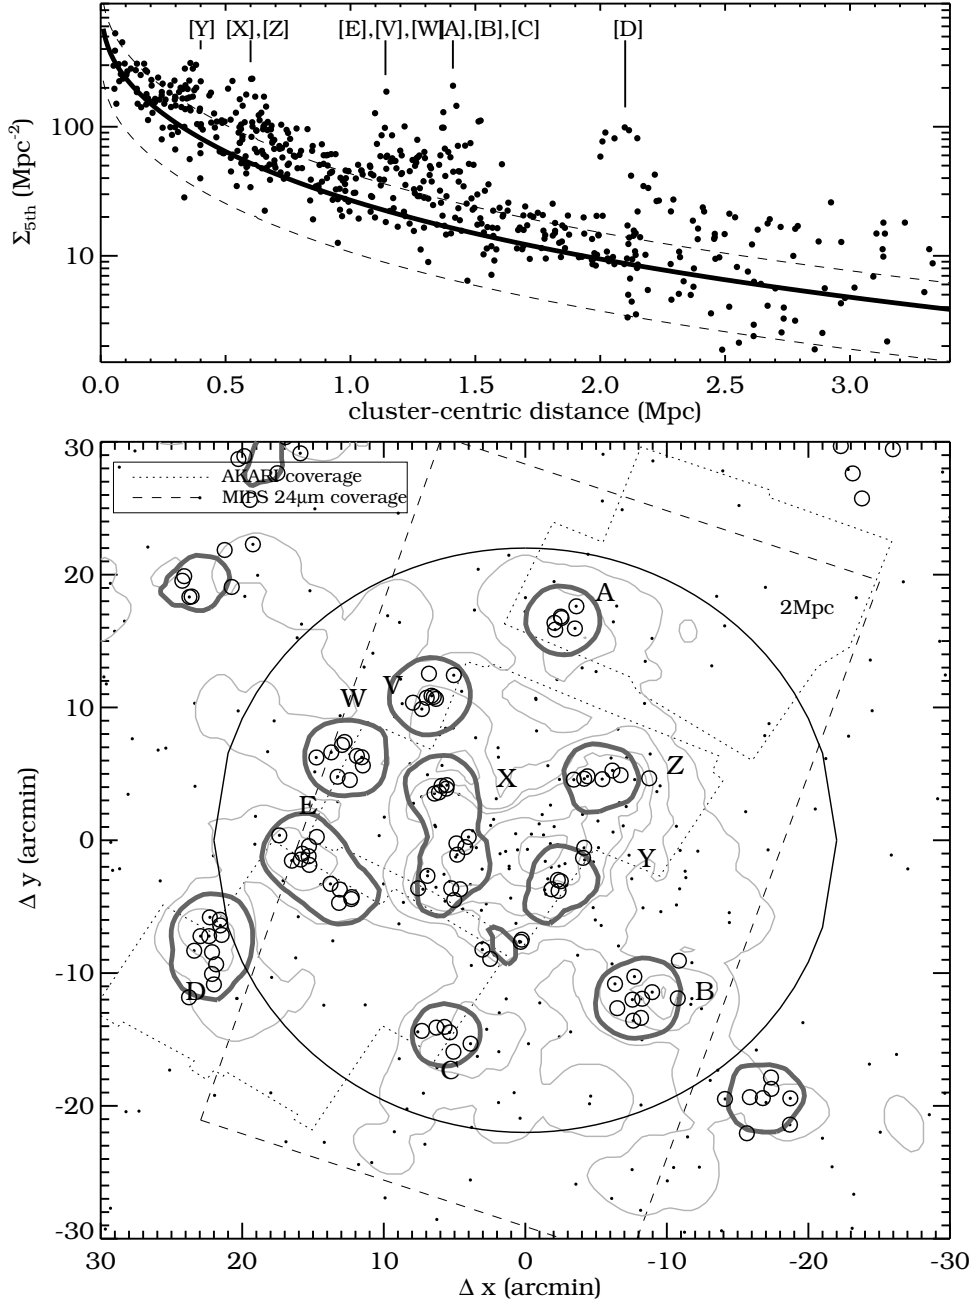 [Y] [X],[Z] [E],[V],[W] [A],[B],[C] [D]
Σ5th (Mpc-2)
100
10
0.0 0.5 1.0 1.5 2.0 2.5 3.0
cluster-centric distance (Mpc)
30
AKARI coverage
MIPS 24μm coverage
20
A
2Mpc
V
W
10
Z
X
E
Δ y (arcmin)
0
Y
-10
D
B
C
-20
-30
30 20 10 0 -10 -20 -30
Δ x (arcmin)